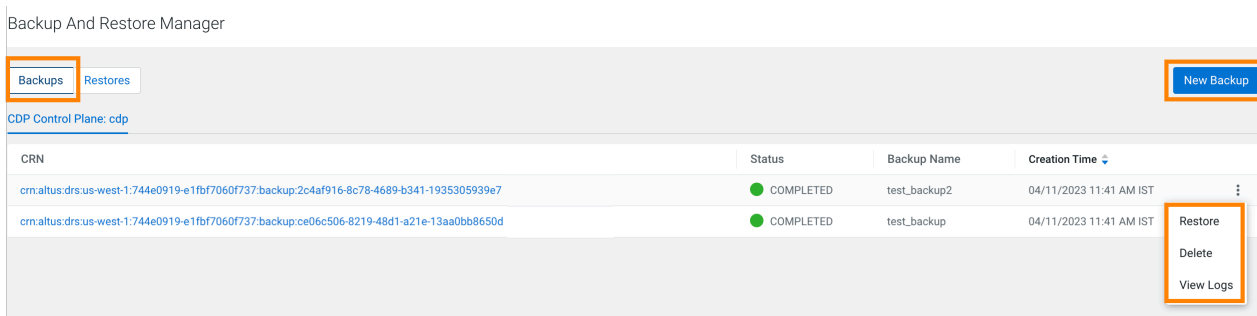 Backup And Restore Manager
Backups Restores New Backup
CDP Control Plane: cdp
CRN Status Backup Name Creation Time
crn:altus:drs:us-west-1:744e0919-e1fbf7060f737:backup:2c4af916-8c78-4689-b341-1935305939e7 COMPLETED test_backup2 04/11/2023 11:41 AM IST
crn:altus:drs:us-west-1:744e0919-e1fbf7060f737:backup:ce06c506-8219-48d1-a21e-13aa0bb8650d COMPLETED test_backup 04/11/2023 11:41 AM IST
Restore
Delete
View Logs